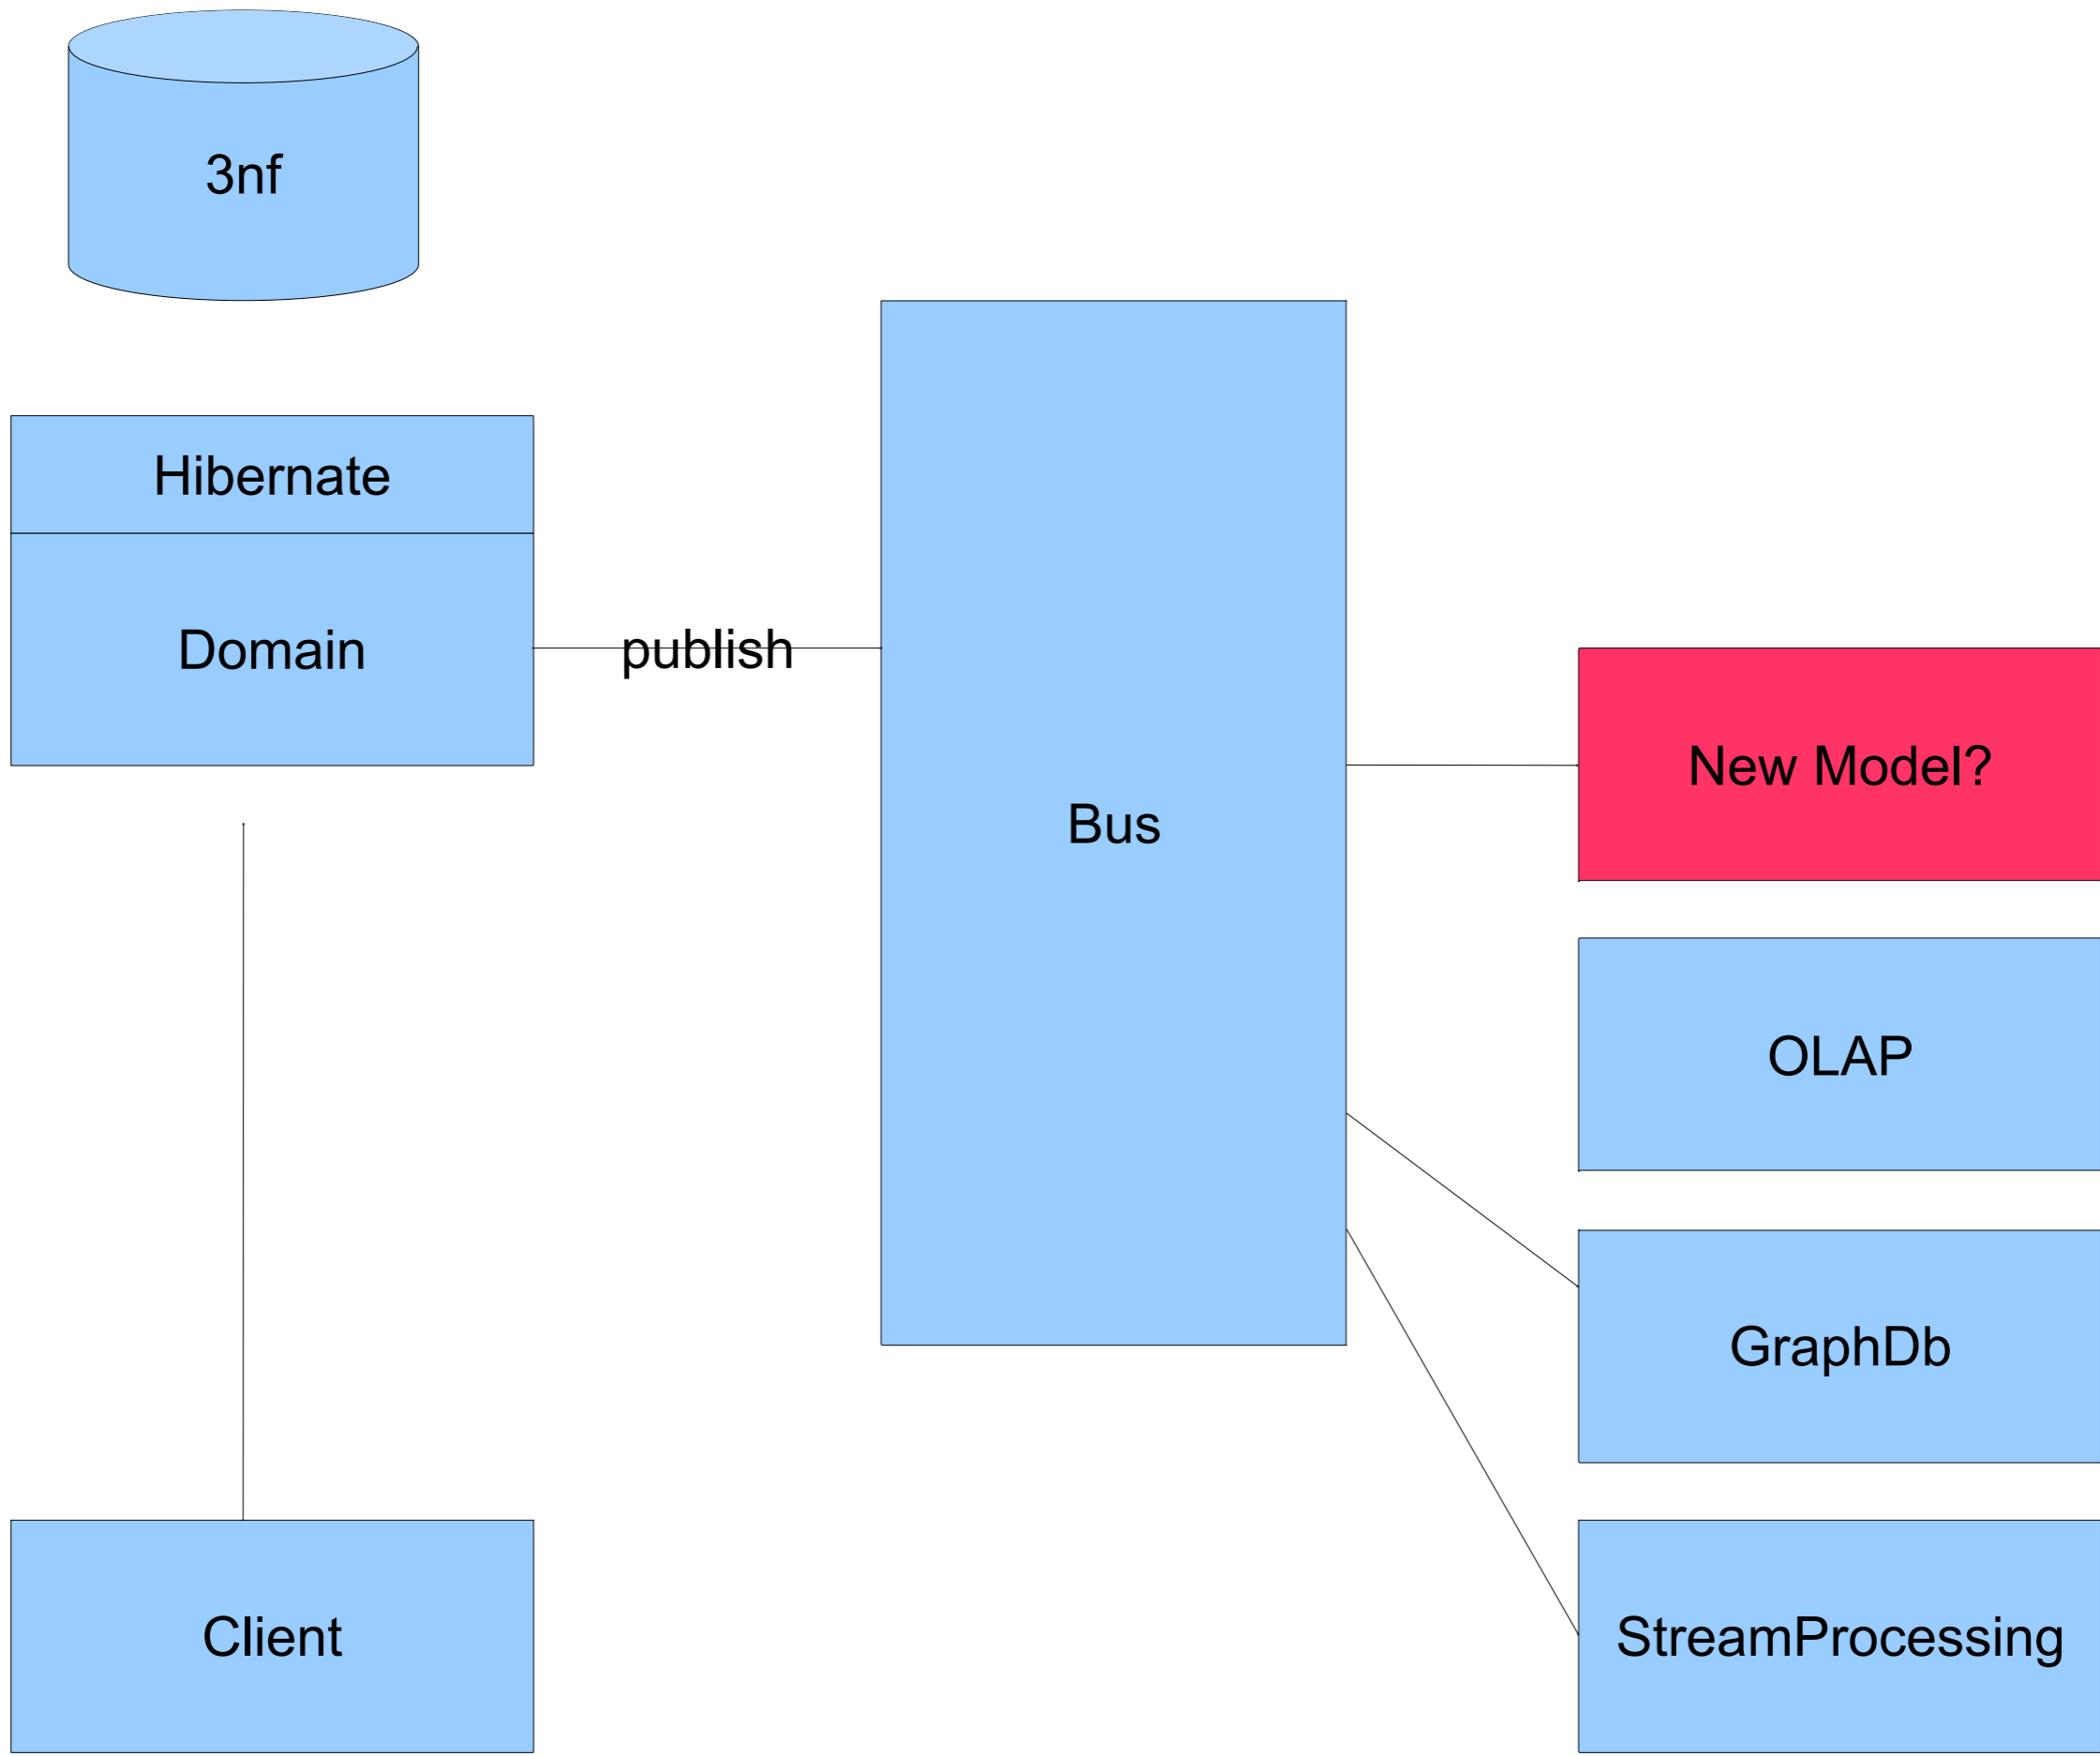 3nf
Hibernate
Domain
publish
Bus
New Model?
OLAP
GraphDb
StreamProcessing
Client